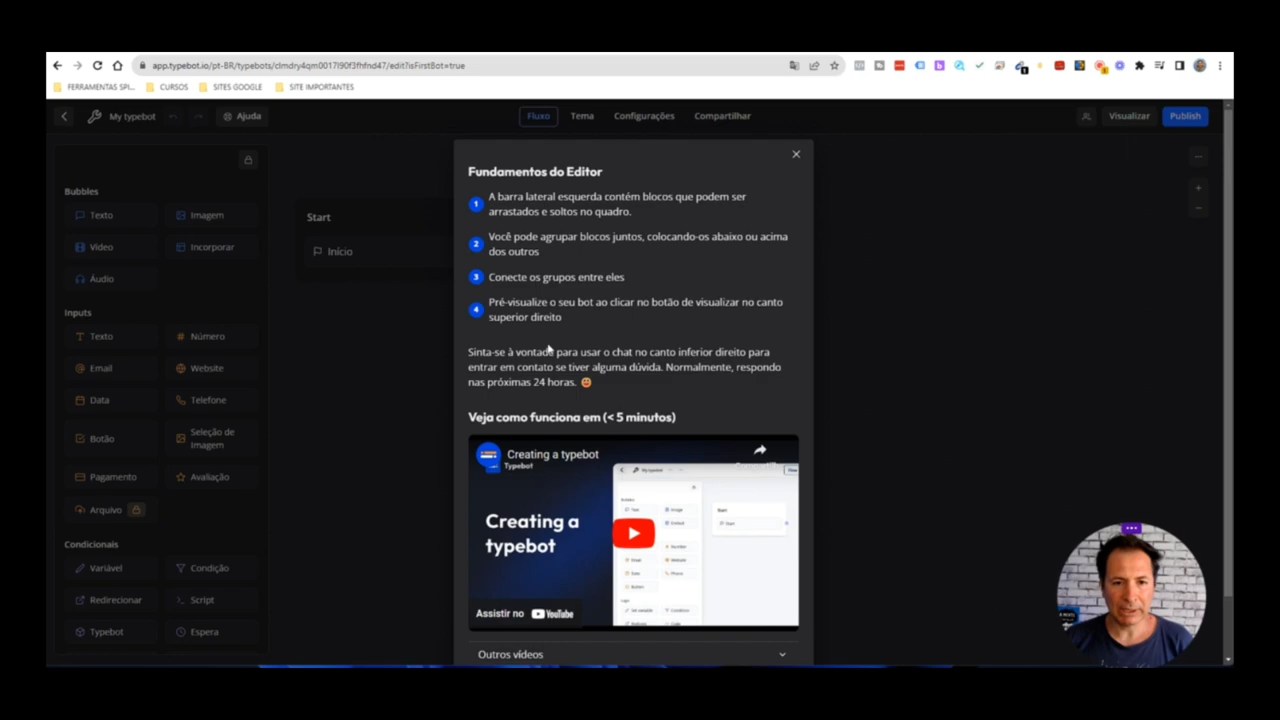 app.typebot.io/pt-BR/typebots/clmdry4qm0017l90f3fhfnd47/edit?isFirstBot=true
FERRAMENTAS SPI... CURSOS SITES GOOGLE SITE IMPORTANTES
My typebot Ajuda Fluxo Tema Configurações Compartilhar Visualizar Publish
Bubbles
Texto Imagem
Vídeo Incorporar
Áudio
Inputs
Texto Número
Email Website
Data Telefone
Botão Seleção de
Imagem
Pagamento Avaliação
Arquivo
Condicionais
Variável Condição
Redirecionar Script
Typebot Espera
Start
Início
Fundamentos do Editor
1 A barra lateral esquerda contém blocos que podem ser
arrastados e soltos no quadro.
2 Você pode agrupar blocos juntos, colocando-os abaixo ou acima
dos outros
3 Conecte os grupos entre eles
4 Pré-visualize o seu bot ao clicar no botão de visualizar no canto
superior direito
Sinta-se à vontade para usar o chat no canto inferior direito para
entrar em contato se tiver alguma dúvida. Normalmente, respondo
nas próximas 24 horas.
Veja como funciona em (< 5 minutos)
Creating a typebot
Typebot
My typebot
Creating a
typebot
Start
Start
Assistir no YouTube
Outros vídeos